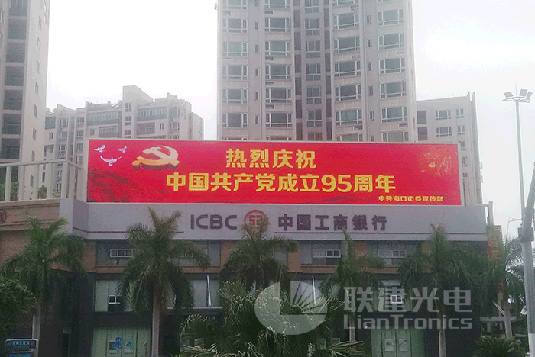 热烈庆祝
中国共产党成立95周年
ICBC 中国工商银行
联建光电
LianTronics